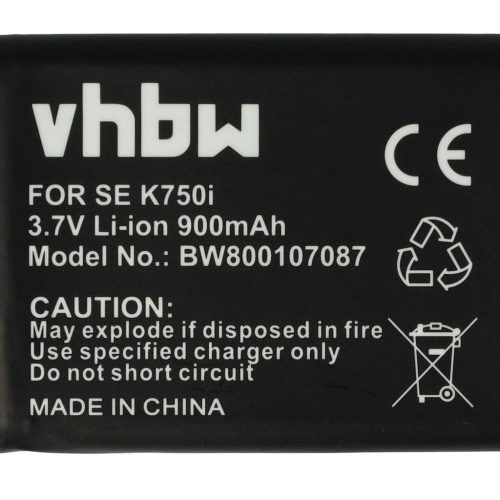 vhbw
CE
FOR SE K750i
3.7V Li-ion 900mAh
Model No.: BW800107087
CAUTION:
May explode if disposed in fire
Use specified charger only
Do not short circuit
MADE IN CHINA